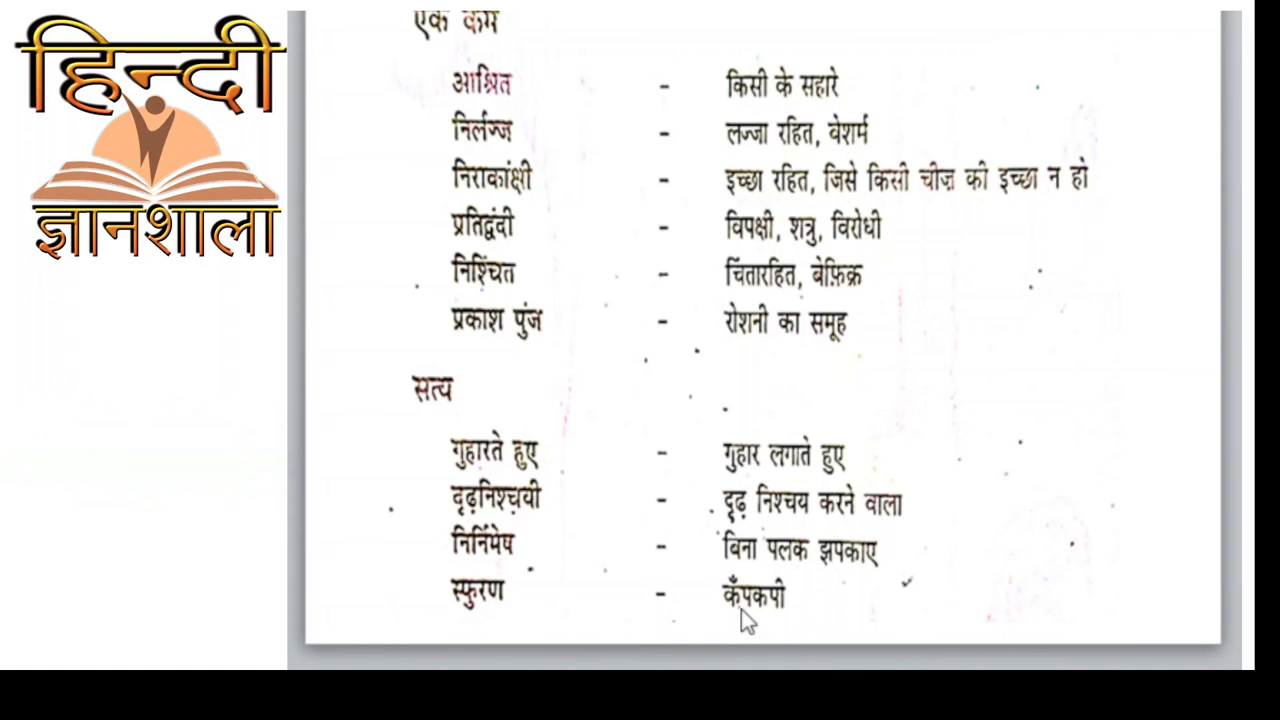 हिन्दी
ज्ञानशाला
एक कम
आश्रित - किसी के सहारे
निर्लज्ज - लज्जा रहित, बेशर्म
निराकांक्षी - इच्छा रहित, जिसे किसी चीज़ की इच्छा न हो
प्रतिद्वंदी - विपक्षी, शत्रु, विरोधी
निश्चिंत - चिंतारहित, बेफ़िक्र
प्रकाश पुंज - रोशनी का समूह
सत्य
गुहारते हुए - गुहार लगाते हुए
दृढ़निश्चयी - दृढ़ निश्चय करने वाला
निर्निमेष - बिना पलक झपकाए
स्फुरण - कँपकपी